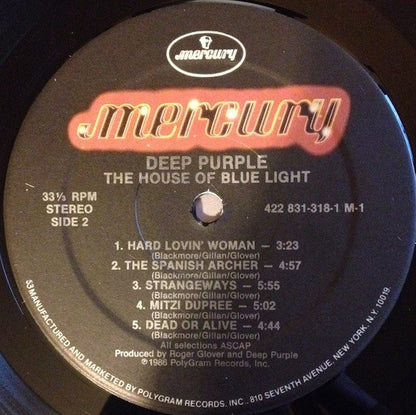 mercury
mercury
DEEP PURPLE
THE HOUSE OF BLUE LIGHT
33⅓ RPM
STEREO
SIDE 2
422 831-318-1 M-1
1. HARD LOVIN' WOMAN — 3:23
(Blackmore/Gillan/Glover)
2. THE SPANISH ARCHER — 4:57
(Blackmore/Gillan/Glover)
3. STRANGEWAYS — 5:55
(Blackmore/Gillan/Glover)
4. MITZI DUPREE — 5:02
(Blackmore/Gillan/Glover)
5. DEAD OR ALIVE — 4:44
(Blackmore/Gillan/Glover)
All selections ASCAP
Produced by Roger Glover and Deep Purple
℗1986 PolyGram Records, Inc.
53 MANUFACTURED AND MARKETED BY POLYGRAM RECORDS, INC., 810 SEVENTH AVENUE, NEW YORK, N.Y. 10019.